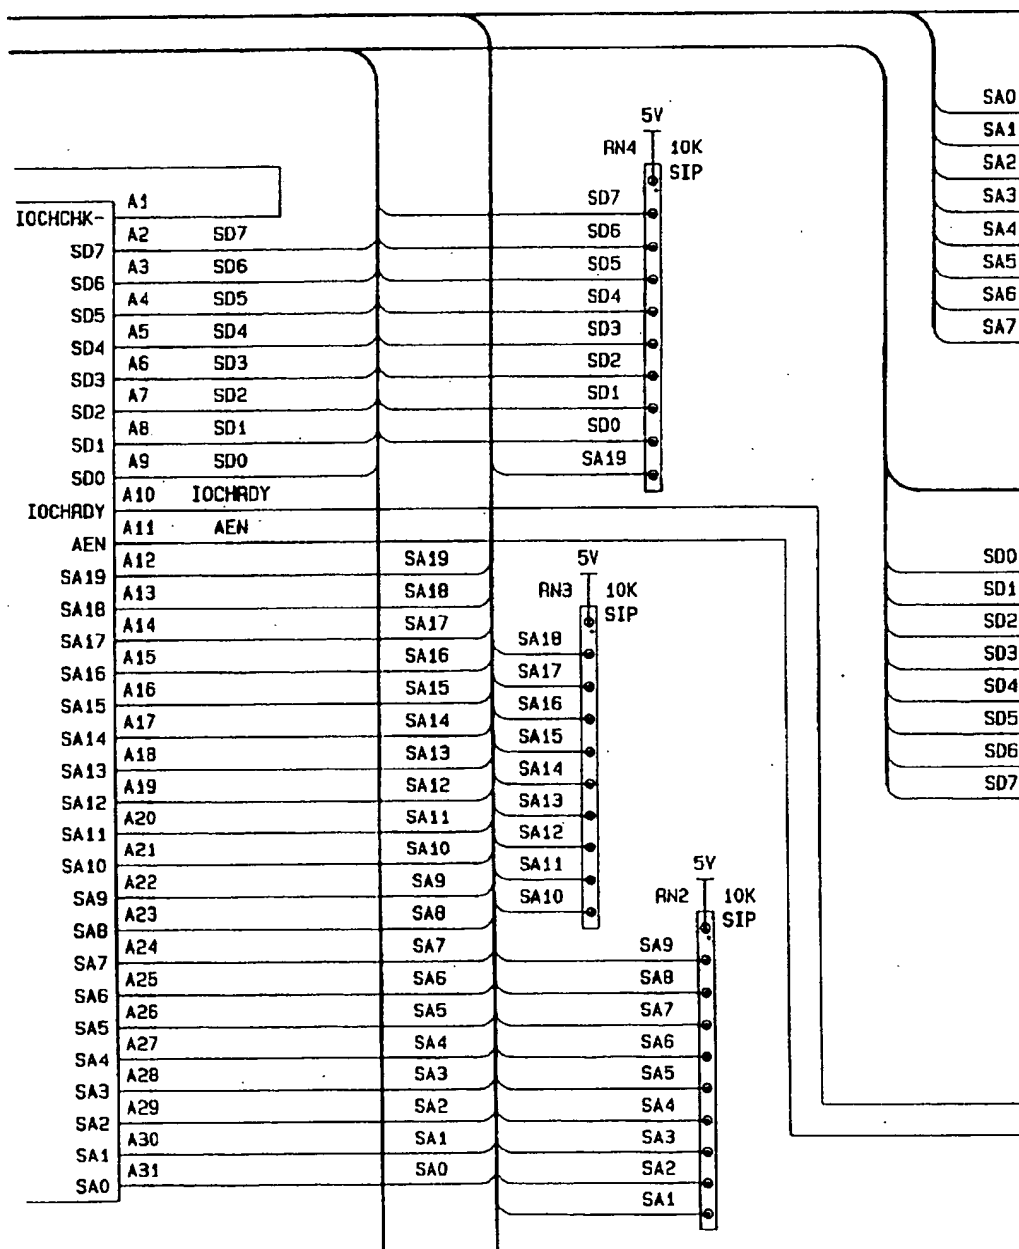 SA0
SA1
SA2
SA3
SA4
SA5
SA6
SA7
5V
RN4 10K
SIP
SD7
SD6
SD5
SD4
SD3
SD2
SD1
SD0
SA19
IOCHCHK- A1
SD7 A2 SD7
SD6 A3 SD6
SD5 A4 SD5
SD4 A5 SD4
SD3 A6 SD3
SD2 A7 SD2
SD1 A8 SD1
SD0 A9 SD0
IOCHRDY A10 IOCHRDY
AEN A11 AEN
SA19 A12 SA19
SA18 A13 SA18
SA17 A14 SA17
SA16 A15 SA16
SA15 A16 SA15
SA14 A17 SA14
SA13 A18 SA13
SA12 A19 SA12
SA11 A20 SA11
SA10 A21 SA10
SA9 A22 SA9
SA8 A23 SA8
SA7 A24 SA7
SA6 A25 SA6
SA5 A26 SA5
SA4 A27 SA4
SA3 A28 SA3
SA2 A29 SA2
SA1 A30 SA1
SA0 A31 SA0
5V
RN3 10K
SIP
SA18
SA17
SA16
SA15
SA14
SA13
SA12
SA11
SA10
5V
RN2 10K
SIP
SA9
SA8
SA7
SA6
SA5
SA4
SA3
SA2
SA1
SD0
SD1
SD2
SD3
SD4
SD5
SD6
SD7